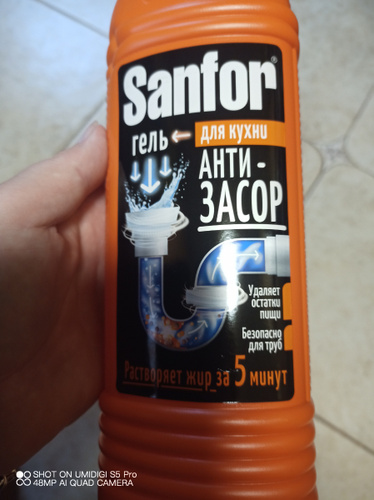 Sanfor®
гель
для кухни
АНТИ-
ЗАСОР
Удаляет
остатки
пищи
Безопасно
для труб
Растворяет жир за 5 минут
SHOT ON UMIDIGI S5 Pro
48MP AI QUAD CAMERA